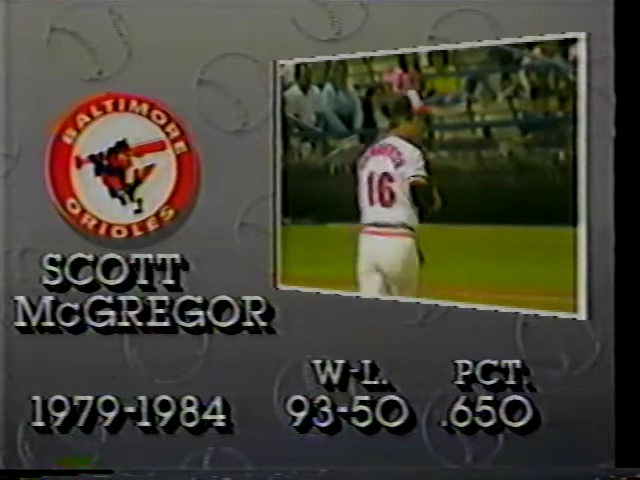 BALTIMORE
ORIOLES
SCOTT
McGREGOR
16
W-L. PCT.
1979-1984 93-50 .650